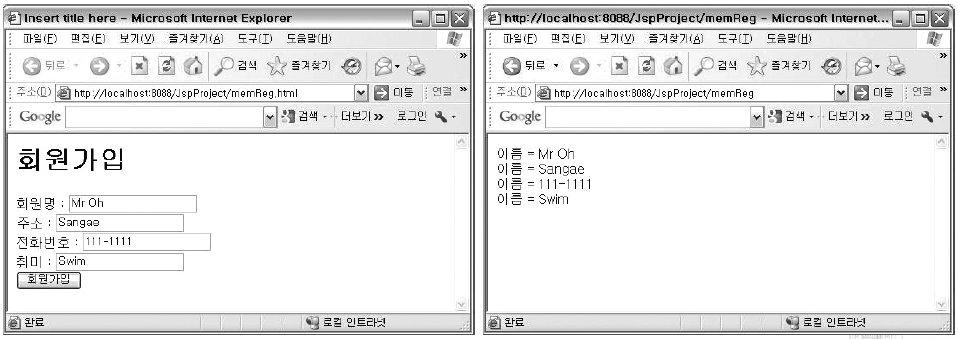 Insert title here - Microsoft Internet Explorer
파일(F) 편집(E) 보기(V) 즐겨찾기(A) 도구(T) 도움말(H)
뒤로 검색 즐겨찾기
주소(D) http://localhost:8088/JspProject/memReg.html 이동 연결
Google 검색 더보기 로그인
회원가입
회원명 : Mr Oh
주소 : Sangae
전화번호 : 111-1111
취미 : Swim
회원가입
완료 로컬 인트라넷
http://localhost:8088/JspProject/memReg - Microsoft Internet...
파일(F) 편집(E) 보기(V) 즐겨찾기(A) 도구(T) 도움말(H)
뒤로 검색 즐겨찾기
주소(D) http://localhost:8088/JspProject/memReg 이동 연결
Google 검색 더보기 로그인
이름 = Mr Oh
이름 = Sangae
이름 = 111-1111
이름 = Swim
완료 로컬 인트라넷